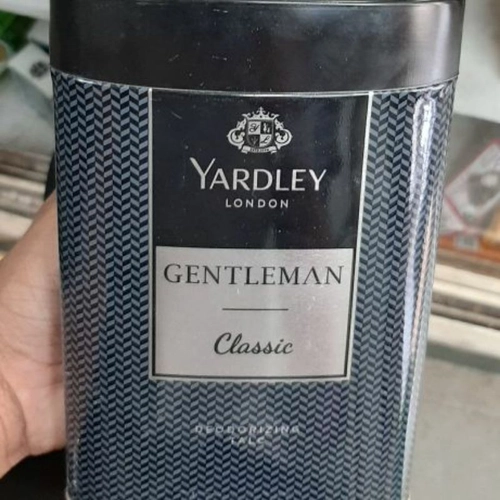 YARDLEY
LONDON
GENTLEMAN
Classic
DEODORIZING
TALC